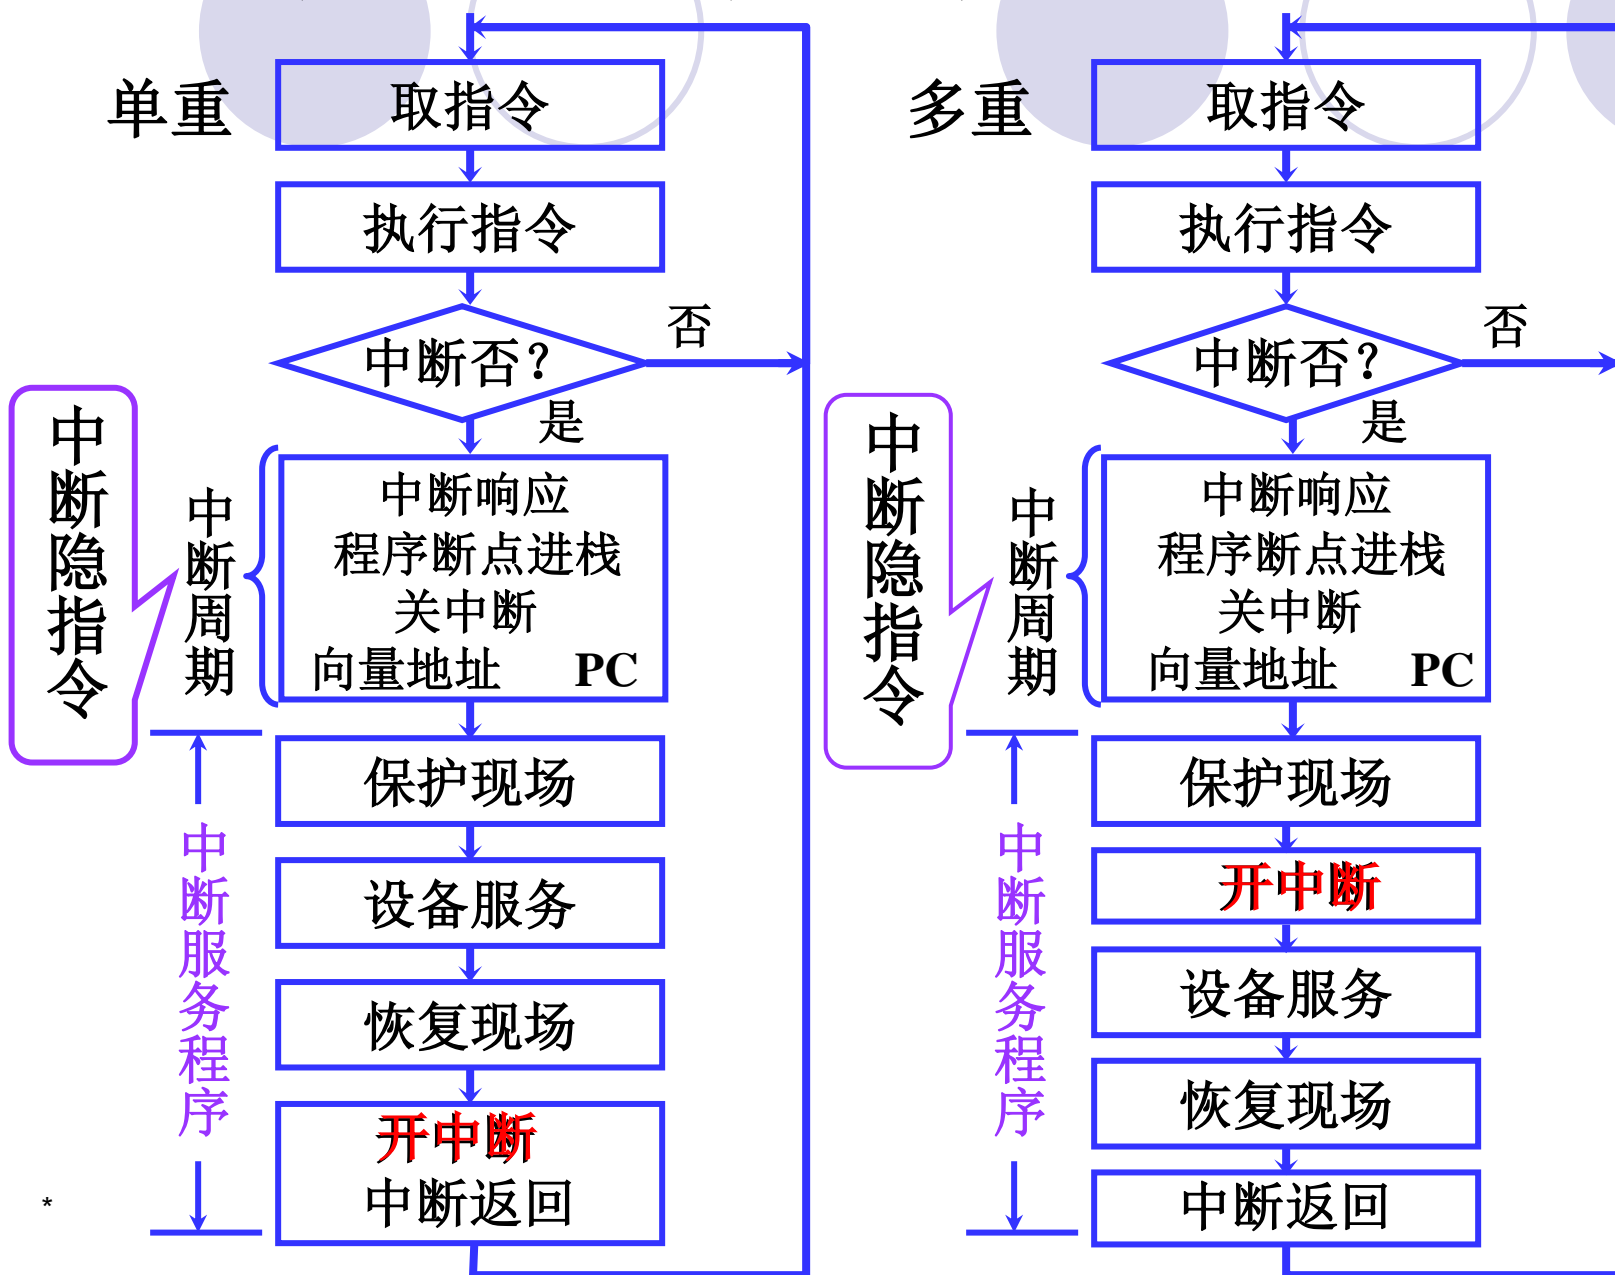 单重
取指令
执行指令
中断否?
否
是
中断隐指令
中断周期
中断响应
程序断点进栈
关中断
向量地址 PC
中断服务程序
保护现场
设备服务
恢复现场
开中断
中断返回
*
多重
取指令
执行指令
中断否?
否
是
中断隐指令
中断周期
中断响应
程序断点进栈
关中断
向量地址 PC
中断服务程序
保护现场
开中断
设备服务
恢复现场
中断返回